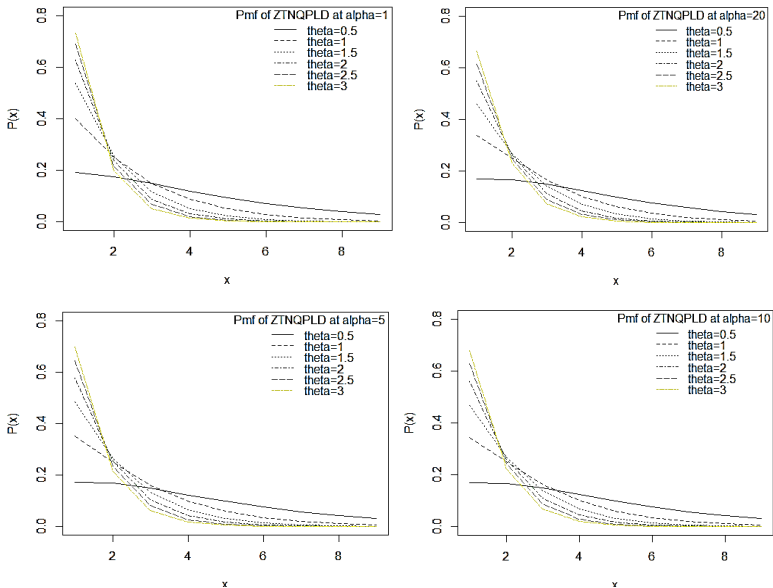 Pmf of ZTNQPLD at alpha=1
theta=0.5
theta=1
theta=1.5
theta=2
theta=2.5
theta=3
P(x)
0.8
0.6
0.4
0.2
0.0
2 4 6 8
x
Pmf of ZTNQPLD at alpha=20
theta=0.5
theta=1
theta=1.5
theta=2
theta=2.5
theta=3
P(x)
0.8
0.6
0.4
0.2
0.0
2 4 6 8
x
Pmf of ZTNQPLD at alpha=5
theta=0.5
theta=1
theta=1.5
theta=2
theta=2.5
theta=3
P(x)
0.8
0.6
0.4
0.2
0.0
2 4 6 8
x
Pmf of ZTNQPLD at alpha=10
theta=0.5
theta=1
theta=1.5
theta=2
theta=2.5
theta=3
P(x)
0.8
0.6
0.4
0.2
0.0
2 4 6 8
x